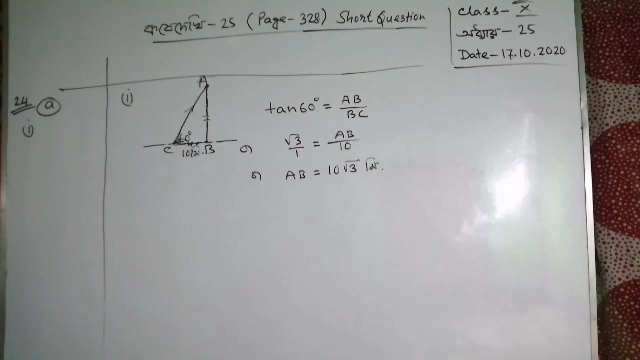 কষে দেখি-25 (Page-328) Short Question
Class- X
অধ্যায়- 25
Date-17.10.2020
24 (a)
(i)
(i)
A
60°
C 10মি. B
tan60° = AB/BC
বা √3/1 = AB/10
বা AB = 10√3 মি.